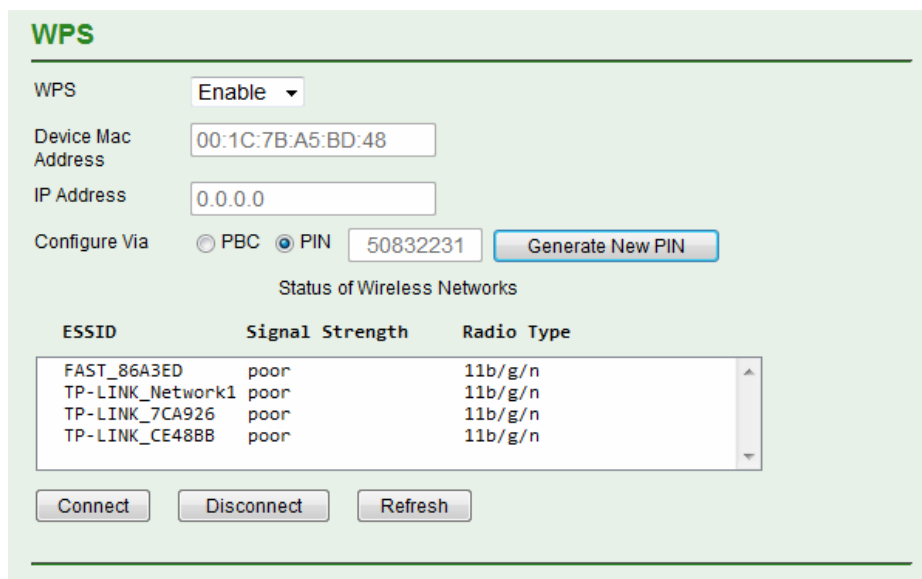 WPS
WPS Enable
Device Mac
Address 00:1C:7B:A5:BD:48
IP Address 0.0.0.0
Configure Via PBC PIN 50832231 Generate New PIN
Status of Wireless Networks
ESSID Signal Strength Radio Type
FAST_86A3ED poor 11b/g/n
TP-LINK_Network1 poor 11b/g/n
TP-LINK_7CA926 poor 11b/g/n
TP-LINK_CE48BB poor 11b/g/n
Connect Disconnect Refresh